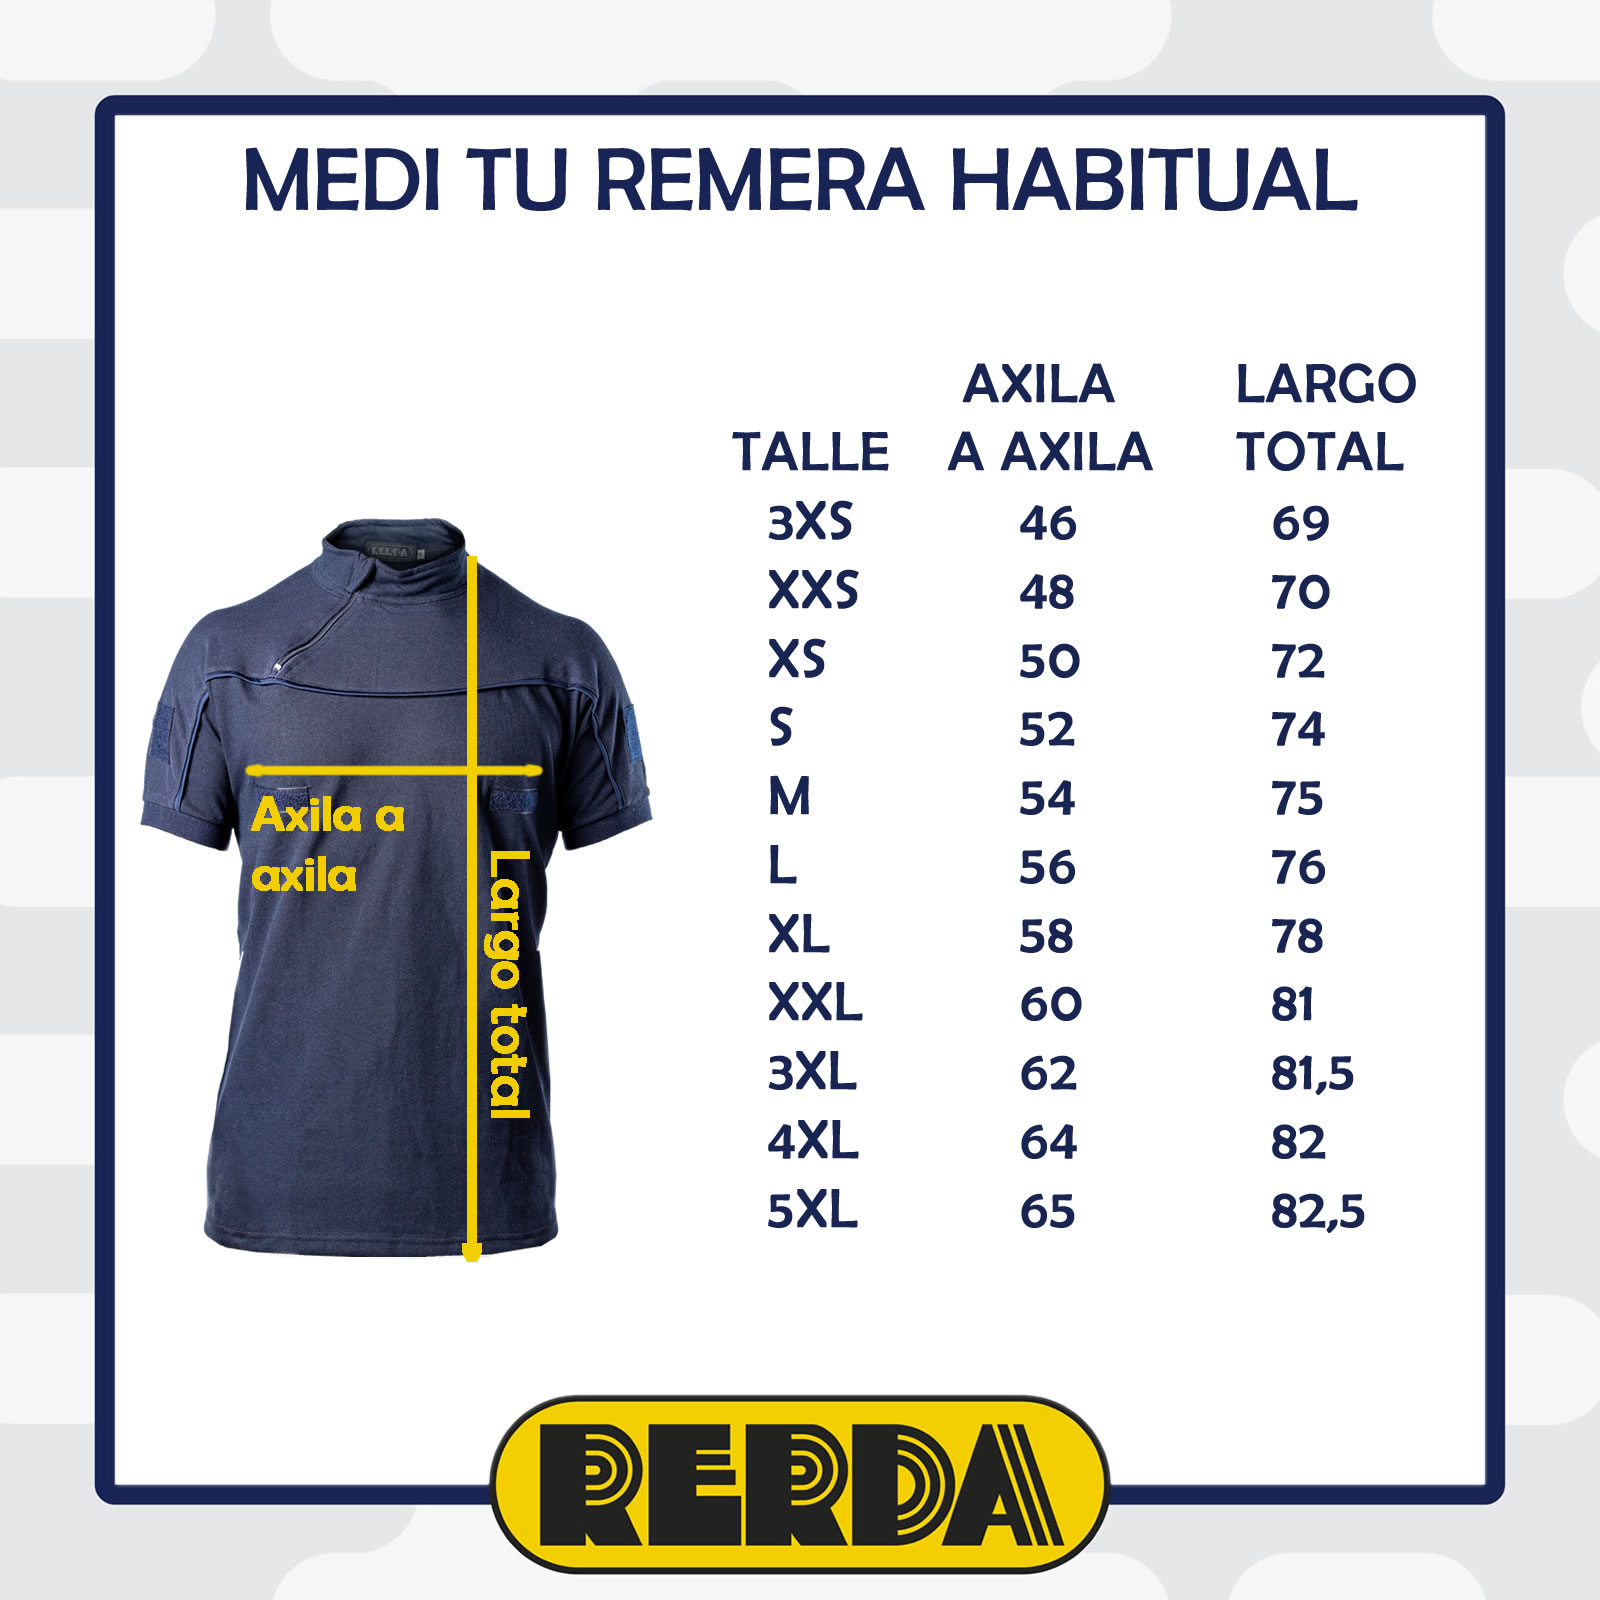 MEDI TU REMERA HABITUAL
AXILA LARGO
TALLE A AXILA TOTAL
3XS 46 69
XXS 48 70
XS 50 72
S 52 74
M 54 75
L 56 76
XL 58 78
XXL 60 81
3XL 62 81,5
4XL 64 82
5XL 65 82,5
RERDA
Axila a
axila
Largo total
RERDA